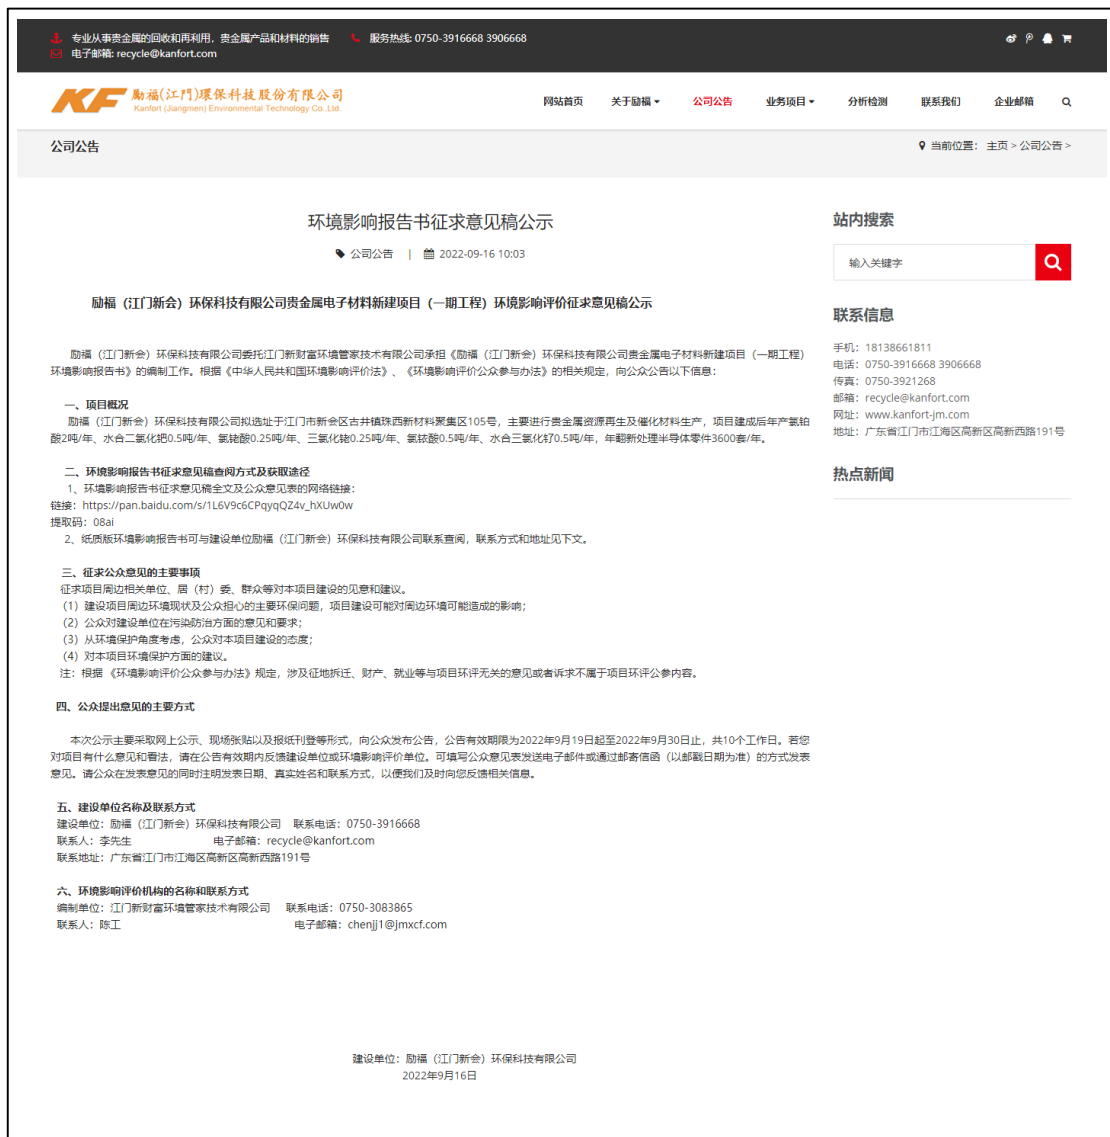 专业从事贵金属的回收和再利用，贵金属产品和材料的销售 服务热线: 0750-3916668 3906668
电子邮箱: recycle@kanfort.com
KF 励福(江門)環保科技股份有限公司
Kanfort (Jiangmen) Environmental Technology Co.,Ltd.
网站首页 关于励福 公司公告 业务项目 分析检测 联系我们 企业邮箱
公司公告
当前位置： 主页 > 公司公告 >
环境影响报告书征求意见稿公示
公司公告 | 2022-09-16 10:03
励福（江门新会）环保科技有限公司贵金属电子材料新建项目（一期工程）环境影响评价征求意见稿公示
励福（江门新会）环保科技有限公司委托江门新财富环境管家技术有限公司承担《励福（江门新会）环保科技有限公司贵金属电子材料新建项目（一期工程）
环境影响报告书》的编制工作。根据《中华人民共和国环境影响评价法》、《环境影响评价公众参与办法》的相关规定，向公众公告以下信息：
一、项目概况
励福（江门新会）环保科技有限公司拟选址于江门市新会区古井镇珠西新材料聚集区105号，主要进行贵金属资源再生及催化材料生产，项目建成后年产氯铂
酸2吨/年、水合二氯化钯0.5吨/年、氯铑酸0.25吨/年、三氯化铑0.25吨/年、氯铱酸0.5吨/年、水合三氯化钌0.5吨/年，年翻新处理半导体零件3600套/年。
二、环境影响报告书征求意见稿查阅方式及获取途径
1、环境影响报告书征求意见稿全文及公众意见表的网络链接：
链接：https://pan.baidu.com/s/1L6V9c6CPqyqQZ4v_hXUw0w
提取码：08ai
2、纸质版环境影响报告书可与建设单位励福（江门新会）环保科技有限公司联系查阅，联系方式和地址见下文。
三、征求公众意见的主要事项
征求项目周边相关单位、居（村）委、群众等对本项目建设的见意和建议。
（1）建设项目周边环境现状及公众担心的主要环保问题，项目建设可能对周边环境可能造成的影响；
（2）公众对建设单位在污染防治方面的意见和要求；
（3）从环境保护角度考虑，公众对本项目建设的态度；
（4）对本项目环境保护方面的建议。
注：根据 《环境影响评价公众参与办法》规定，涉及征地拆迁、财产、就业等与项目环评无关的意见或者诉求不属于项目环评公参内容。
四、公众提出意见的主要方式
本次公示主要采取网上公示、现场张贴以及报纸刊登等形式，向公众发布公告，公告有效期限为2022年9月19日起至2022年9月30日止，共10个工作日。若您
对项目有什么意见和看法，请在公告有效期内反馈建设单位或环境影响评价单位。可填写公众意见表发送电子邮件或通过邮寄信函（以邮戳日期为准）的方式发表
意见。请公众在发表意见的同时注明发表日期、真实姓名和联系方式，以便我们及时向您反馈相关信息。
五、建设单位名称及联系方式
建设单位：励福（江门新会）环保科技有限公司 联系电话：0750-3916668
联系人：李先生 电子邮箱：recycle@kanfort.com
联系地址：广东省江门市江海区高新区高新西路191号
六、环境影响评价机构的名称和联系方式
编制单位：江门新财富环境管家技术有限公司 联系电话：0750-3083865
联系人：陈工 电子邮箱：chenjj1@jmxcf.com
建设单位：励福（江门新会）环保科技有限公司
2022年9月16日
站内搜索
输入关键字
联系信息
手机：18138661811
电话：0750-3916668 3906668
传真：0750-3921268
邮箱：recycle@kanfort.com
网址：www.kanfort-jm.com
地址：广东省江门市江海区高新区高新西路191号
热点新闻